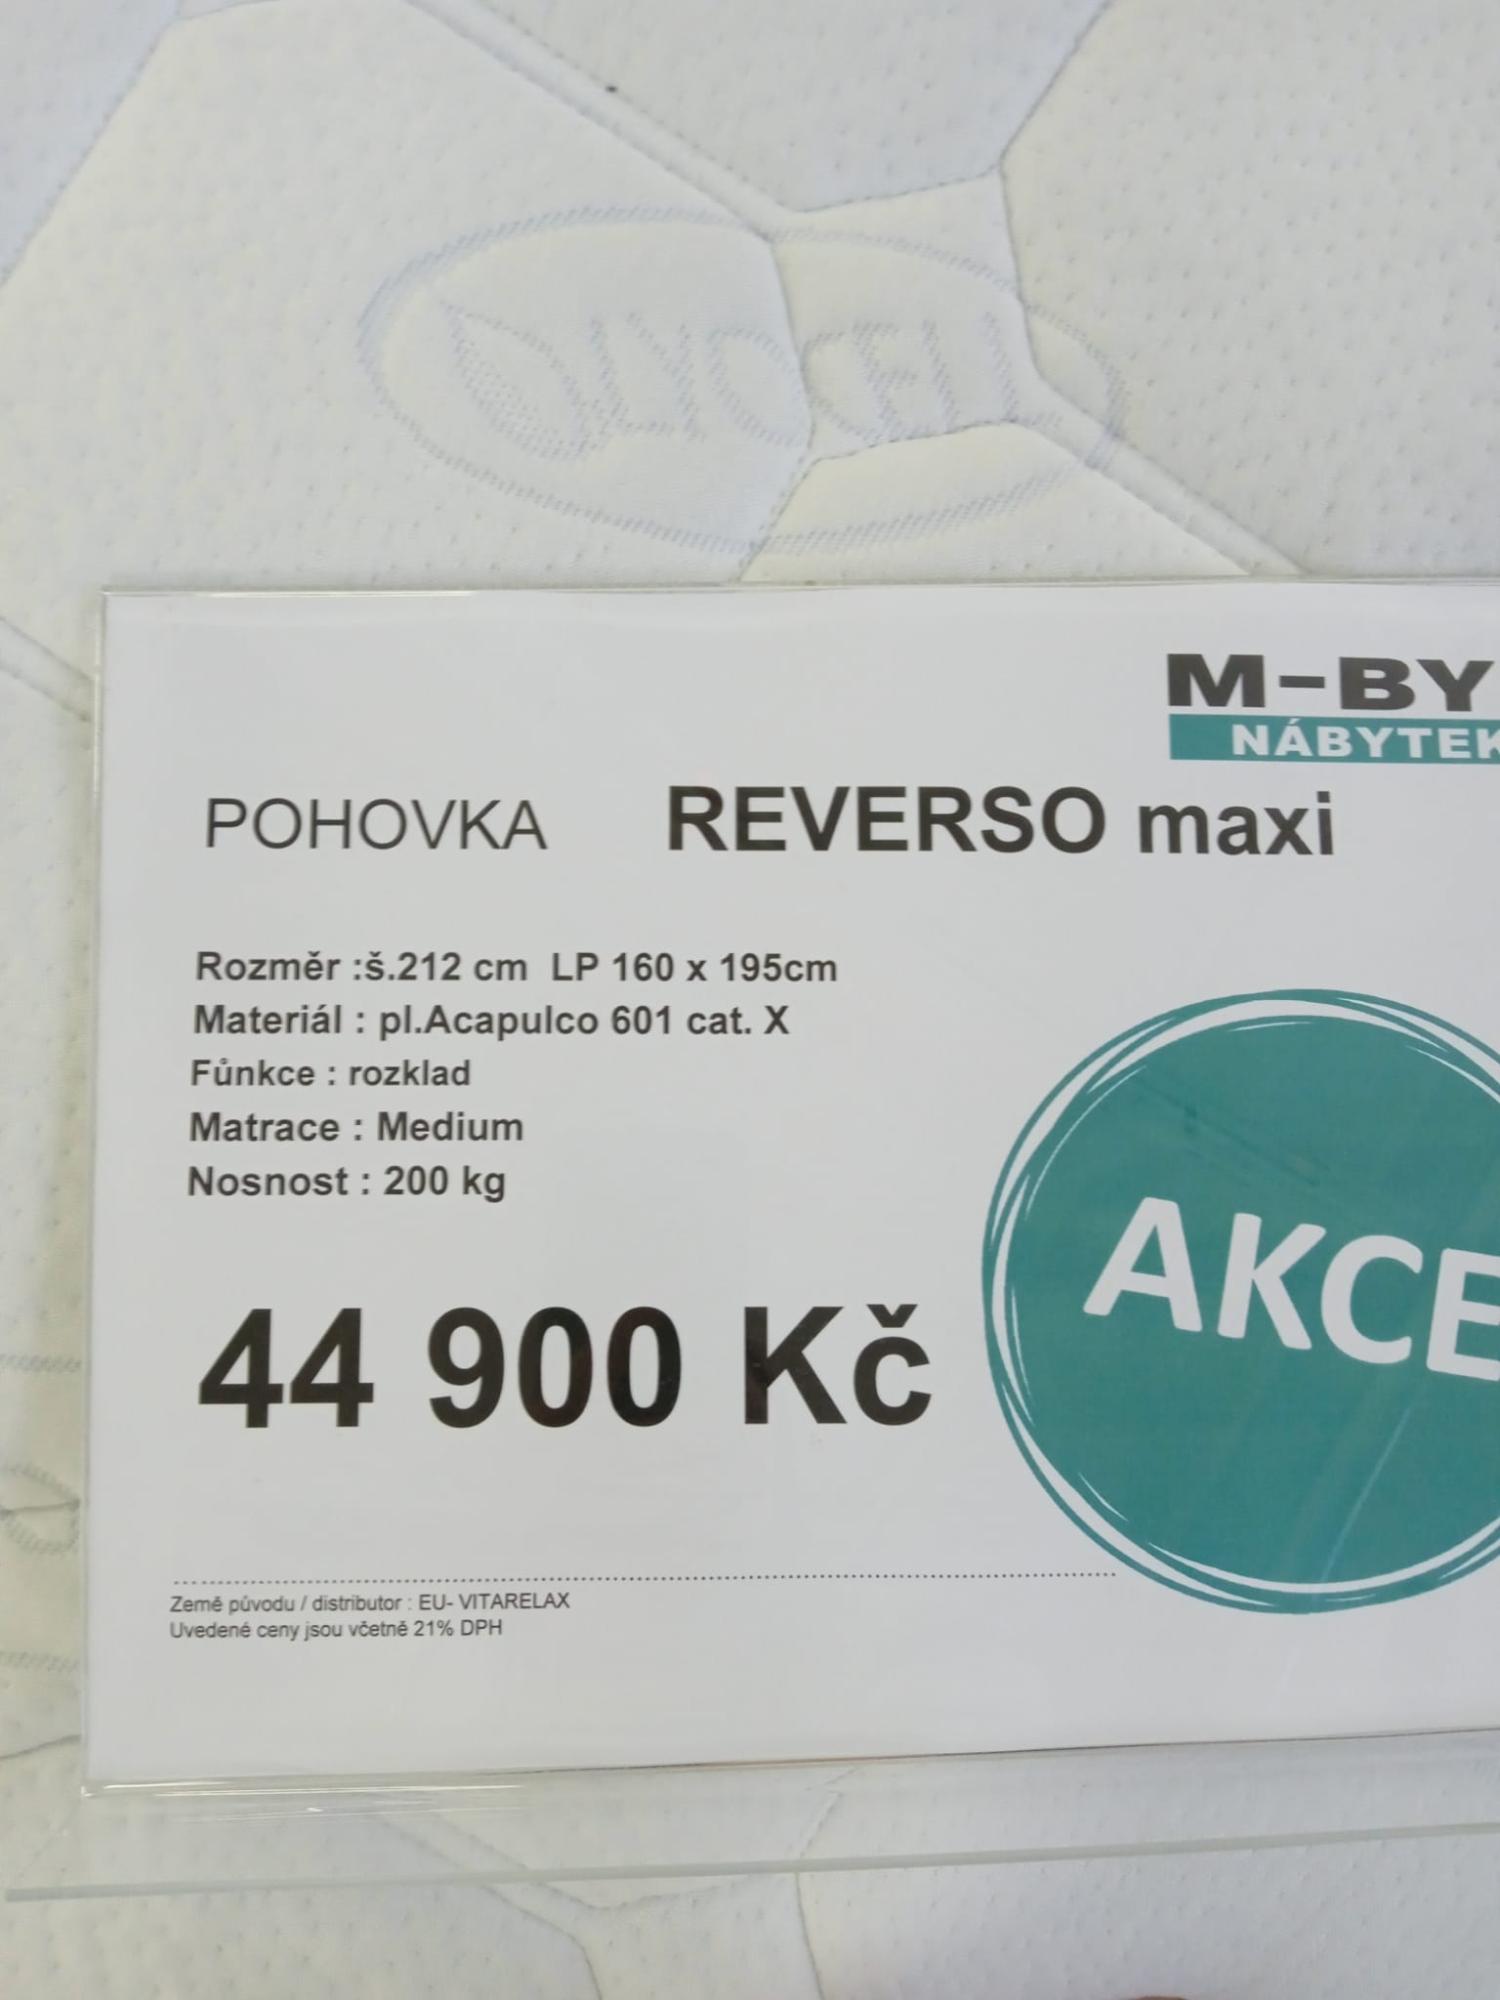 M-BY
NÁBYTEK
POHOVKA REVERSO maxi
Rozměr :š.212 cm LP 160 x 195cm
Materiál : pl.Acapulco 601 cat. X
Fůnkce : rozklad
Matrace : Medium
Nosnost : 200 kg
AKCE
44 900 Kč
Země původu / distributor : EU- VITARELAX
Uvedené ceny jsou včetně 21% DPH